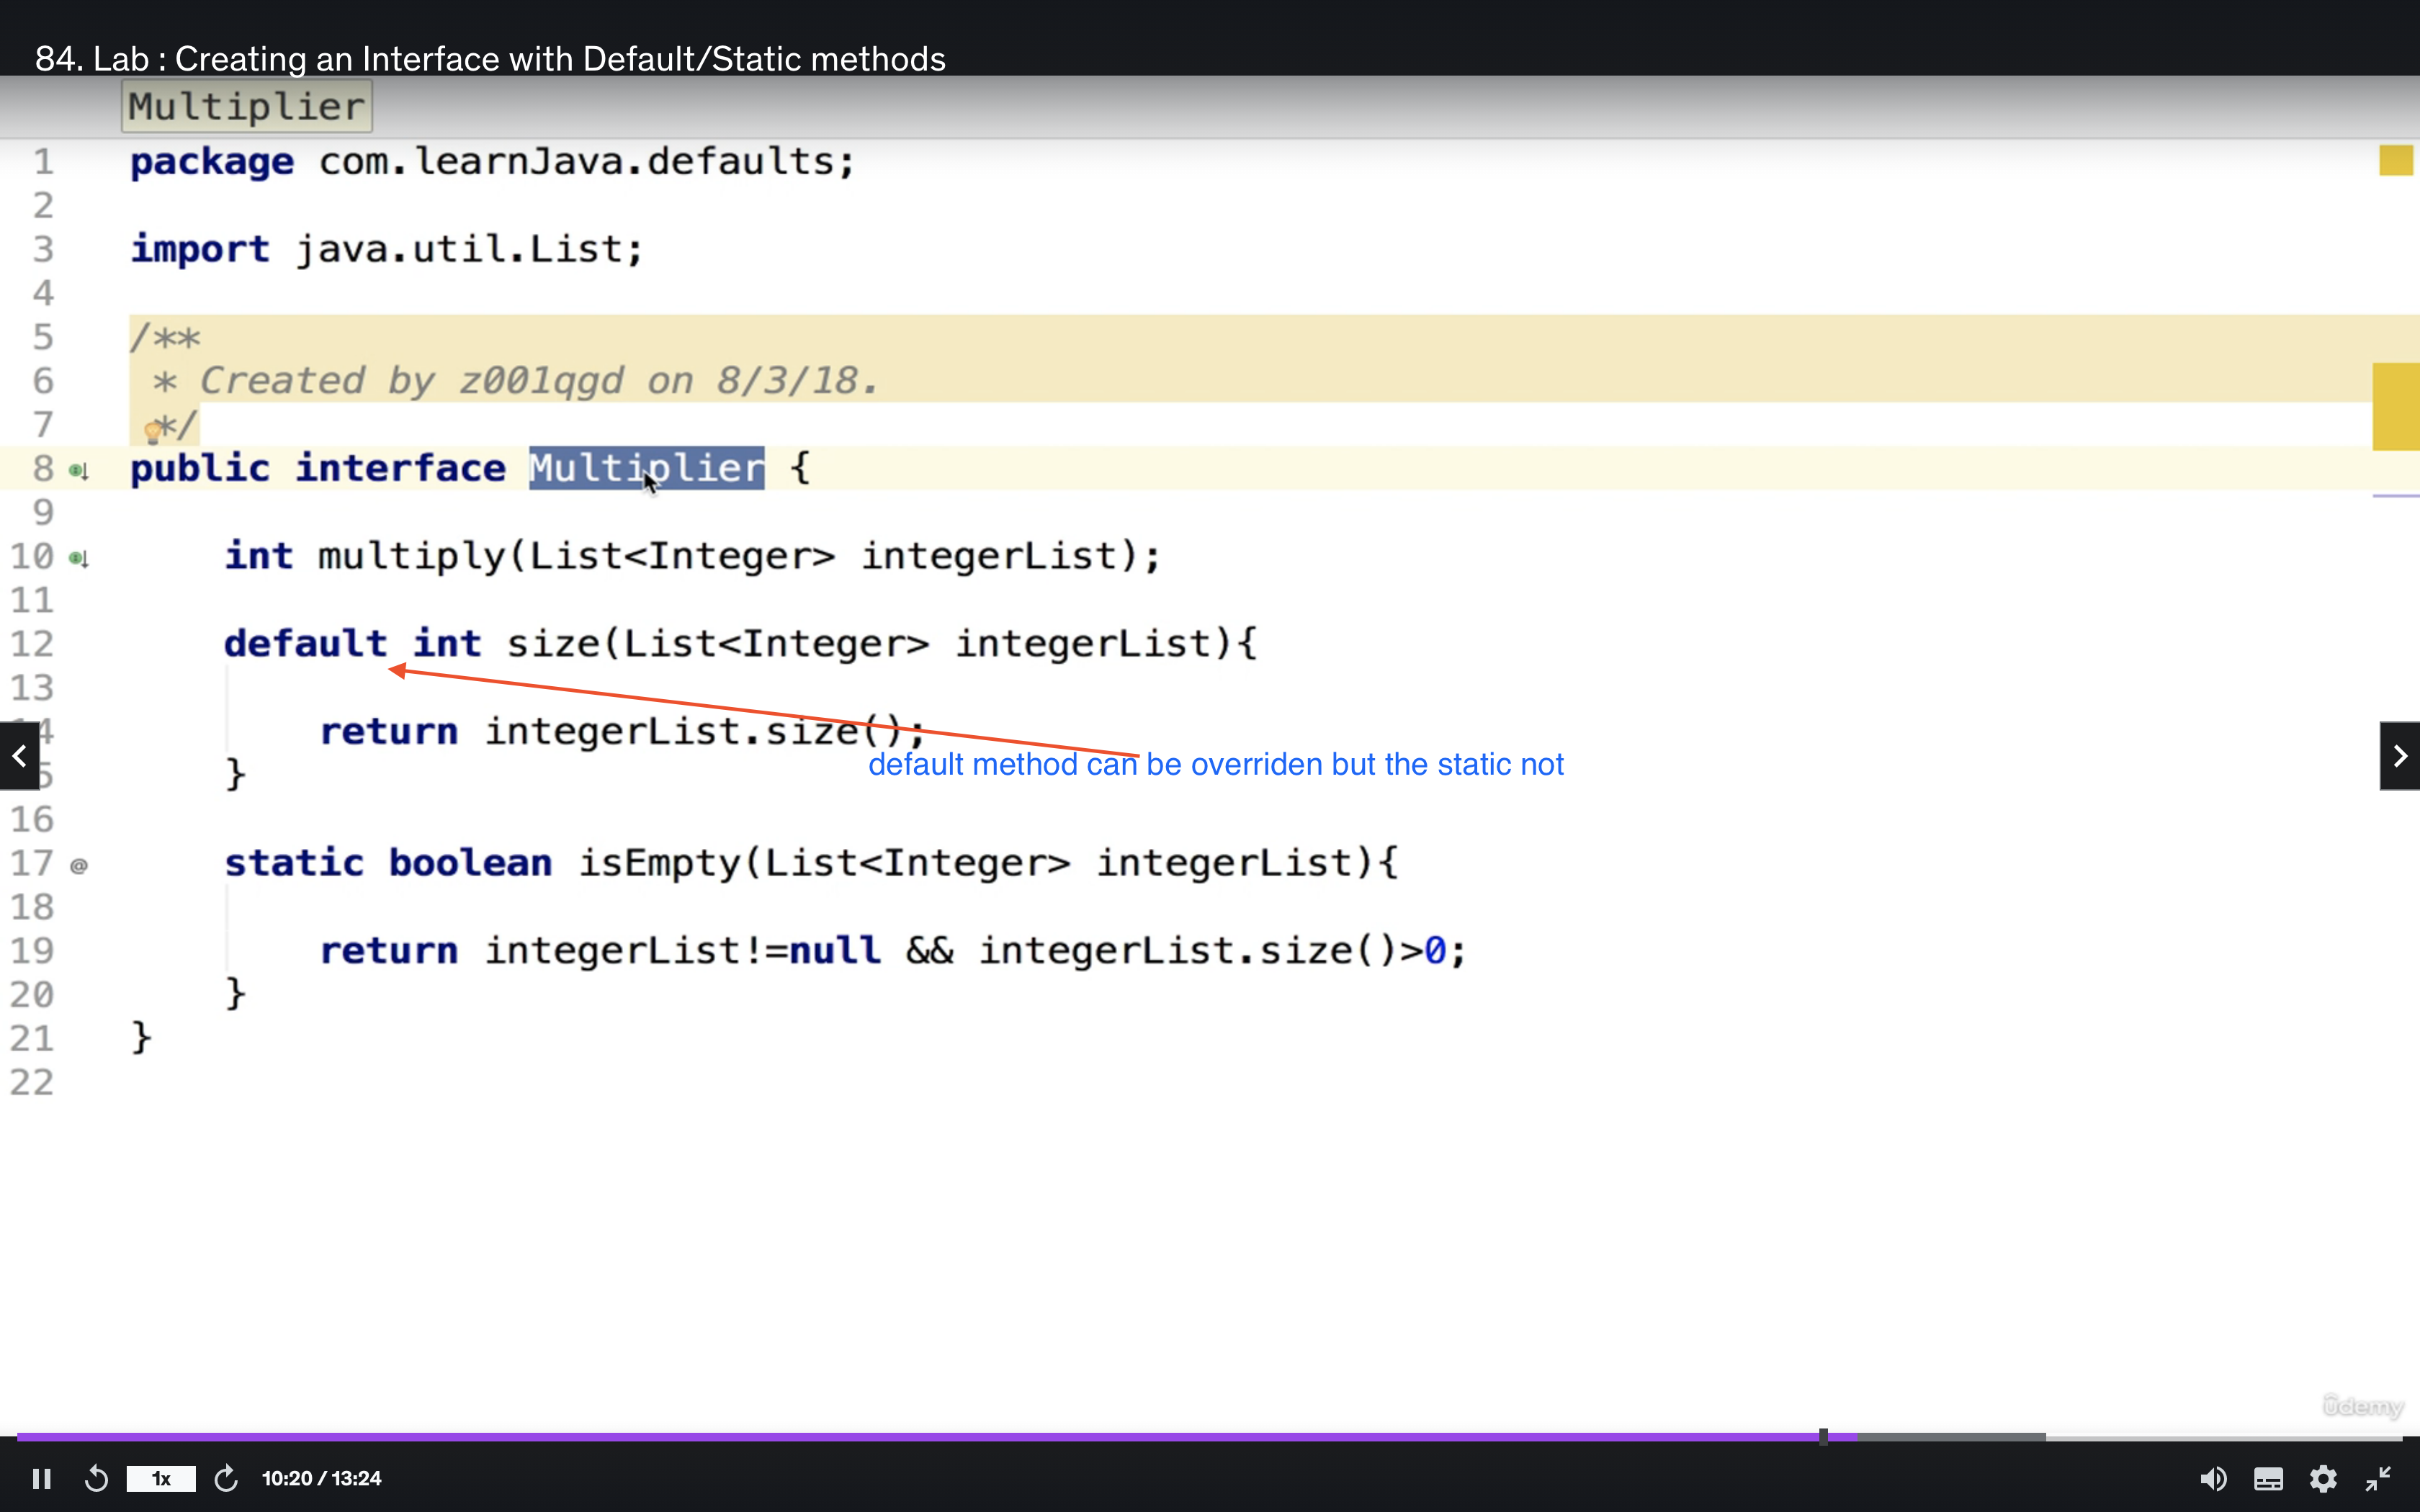 84. Lab : Creating an Interface with Default/Static methods
Multiplier
1 package com.learnJava.defaults;
2
3 import java.util.List;
4
5 /**
6 * Created by z001qgd on 8/3/18.
7 */
8 public interface Multiplier {
9
10 int multiply(List<Integer> integerList);
11
12 default int size(List<Integer> integerList){
13
4 return integerList.size();
default method can be overriden but the static not
5 }
16
17 @ static boolean isEmpty(List<Integer> integerList){
18
19 return integerList!=null && integerList.size()>0;
20 }
21 }
22
ûdemy
1x 10:20 / 13:24